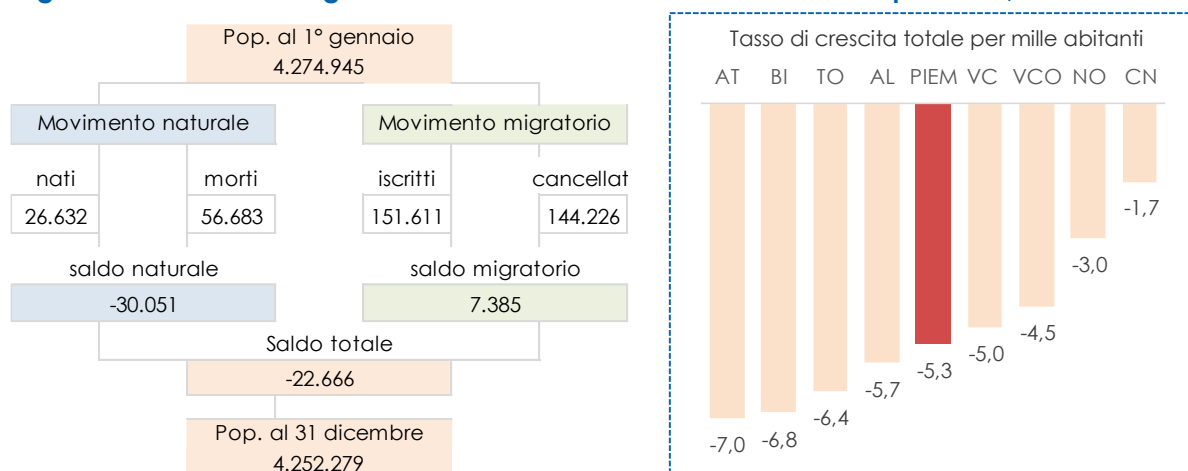 Pop. al 1° gennaio
4.274.945
Movimento naturale
Movimento migratorio
nati
morti
iscritti
cancellat
26.632
56.683
151.611
144.226
saldo naturale
saldo migratorio
-30.051
7.385
Saldo totale
-22.666
Pop. al 31 dicembre
4.252.279
Tasso di crescita totale per mille abitanti
AT BI TO AL PIEM VC VCO NO CN
-7,0
-6,8
-6,4
-5,7
-5,3
-5,0
-4,5
-3,0
-1,7